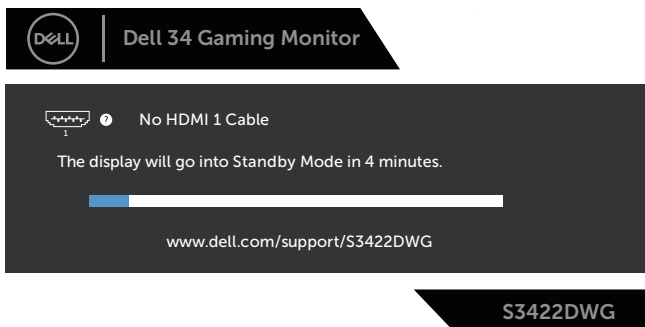 DELL
Dell 34 Gaming Monitor
?
No HDMI 1 Cable
1
The display will go into Standby Mode in 4 minutes.
www.dell.com/support/S3422DWG
S3422DWG